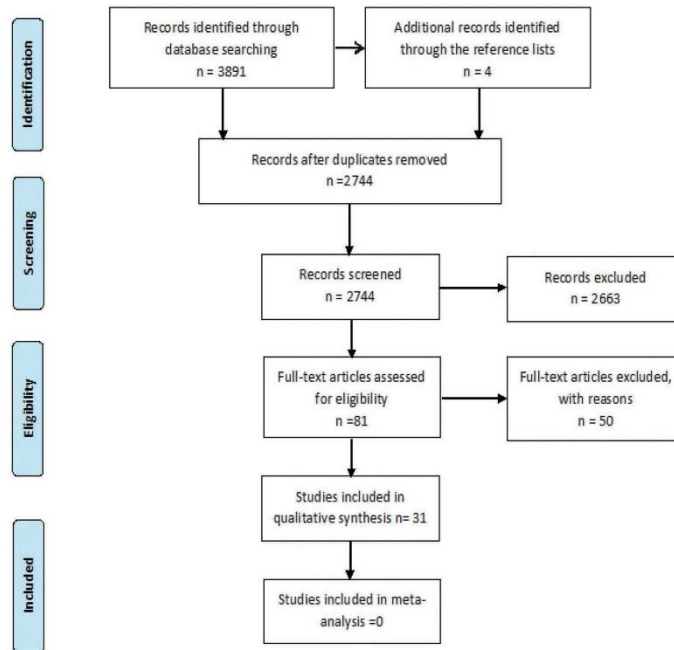 Identification
Records identified through
database searching
n = 3891
Additional records identified
through the reference lists
n = 4
Records after duplicates removed
n =2744
Screening
Records screened
n = 2744
Records excluded
n = 2663
Eligibility
Full-text articles assessed
for eligibility
n =81
Full-text articles excluded,
with reasons
n = 50
Studies included in
qualitative synthesis n= 31
Included
Studies included in meta-
analysis =0